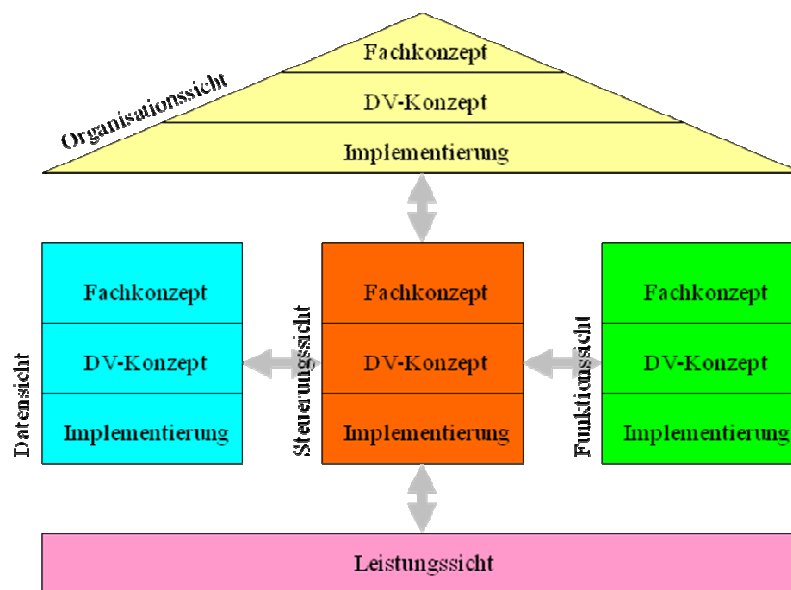 Organisationssicht
Fachkonzept
DV-Konzept
Implementierung
Datensicht
Fachkonzept
DV-Konzept
Implementierung
Steuerungssicht
Fachkonzept
DV-Konzept
Implementierung
Funktionssicht
Fachkonzept
DV-Konzept
Implementierung
Leistungssicht